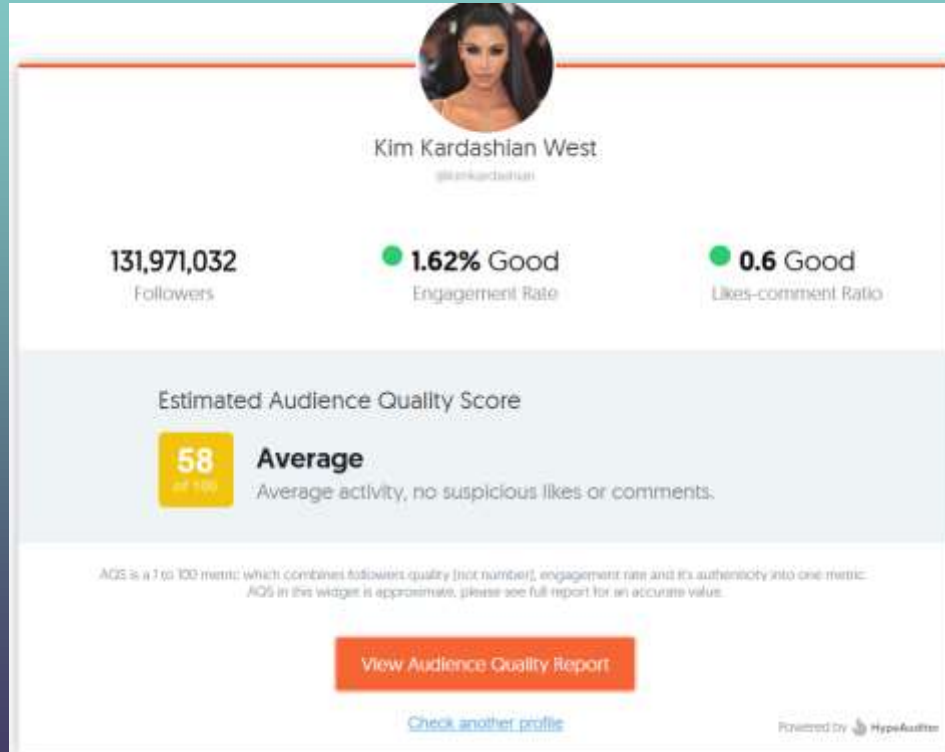 Kim Kardashian West
@kimkardashian
131,971,032
Followers
1.62% Good
Engagement Rate
0.6 Good
Likes-comment Ratio
Estimated Audience Quality Score
58
of 100
Average
Average activity, no suspicious likes or comments.
AQS is a 1 to 100 metric which combines followers quality (not number), engagement rate and it's authenticity into one metric.
AQS in this widget is approximate, please see full report for an accurate value.
View Audience Quality Report
Check another profile
Powered by HypeAuditor